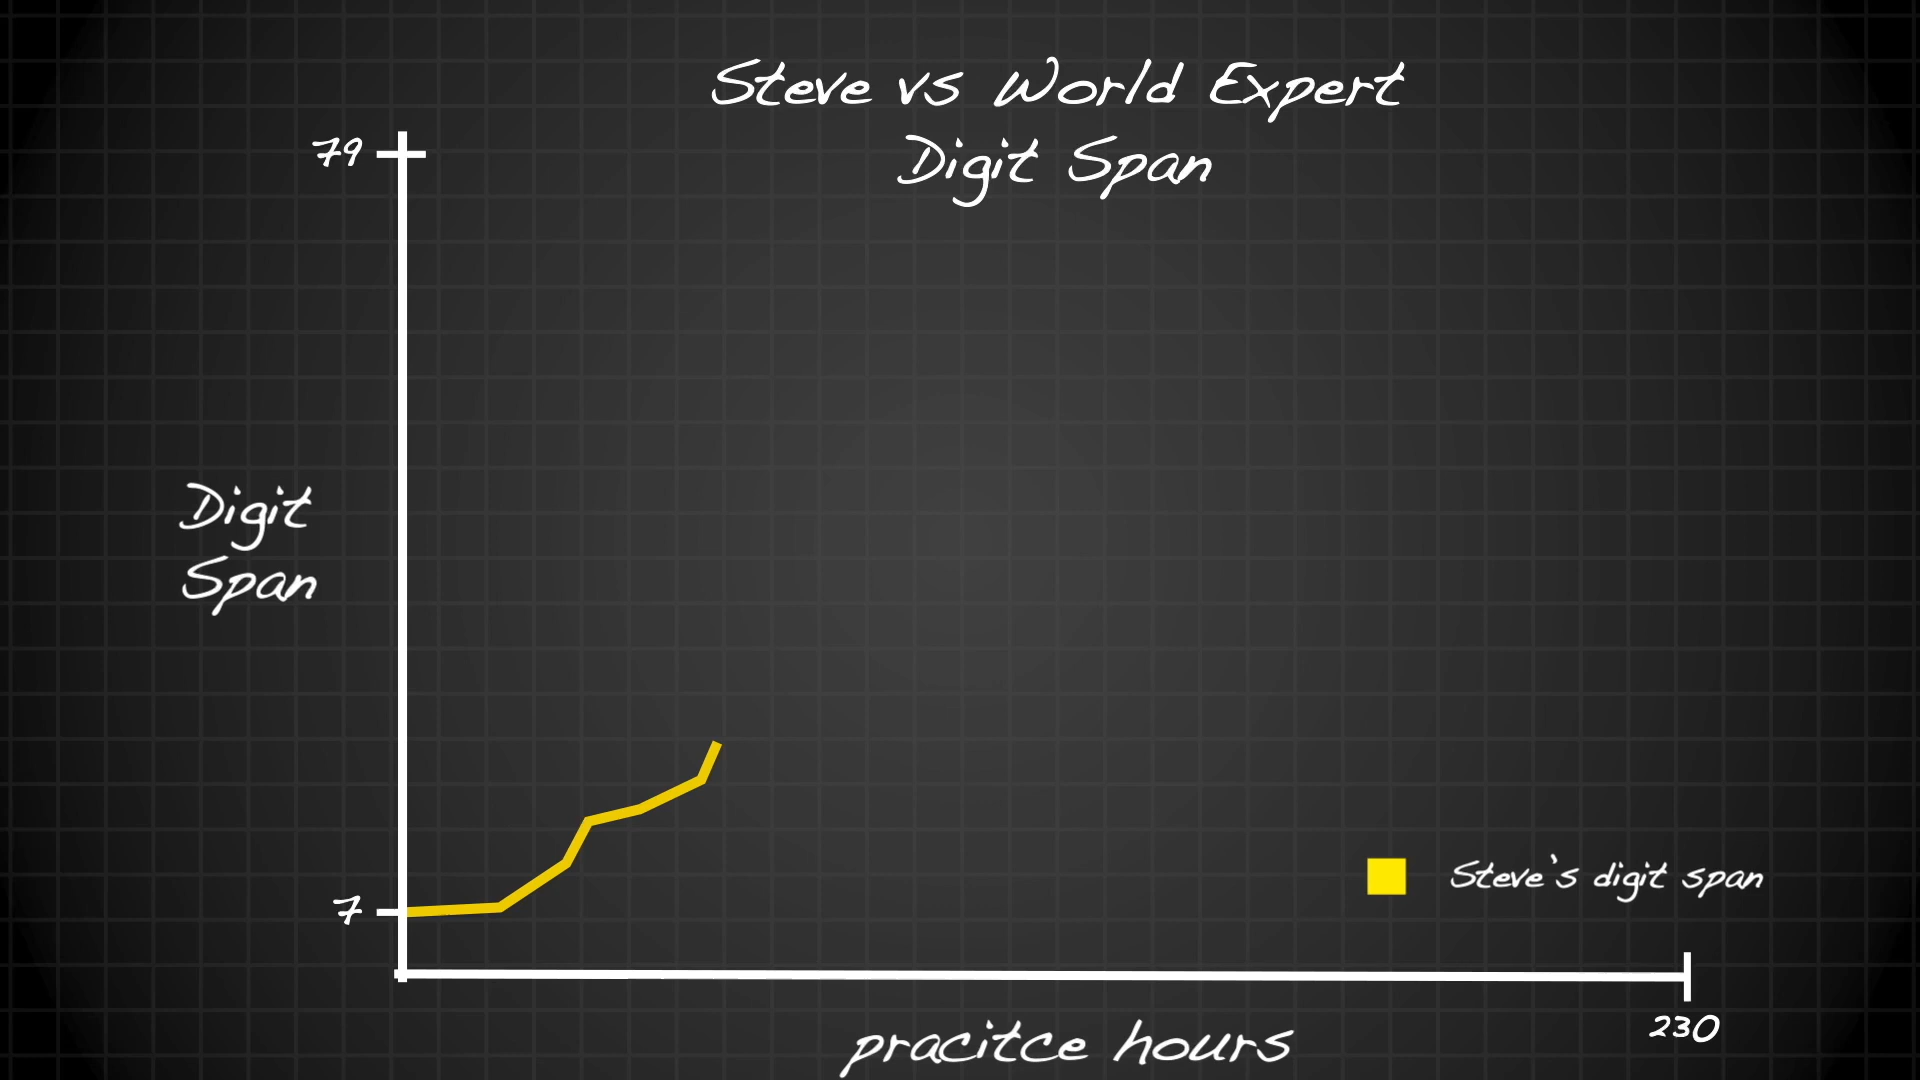 Steve vs World Expert
Digit Span
79
Digit
Span
7
Steve's digit span
230
pracitce hours